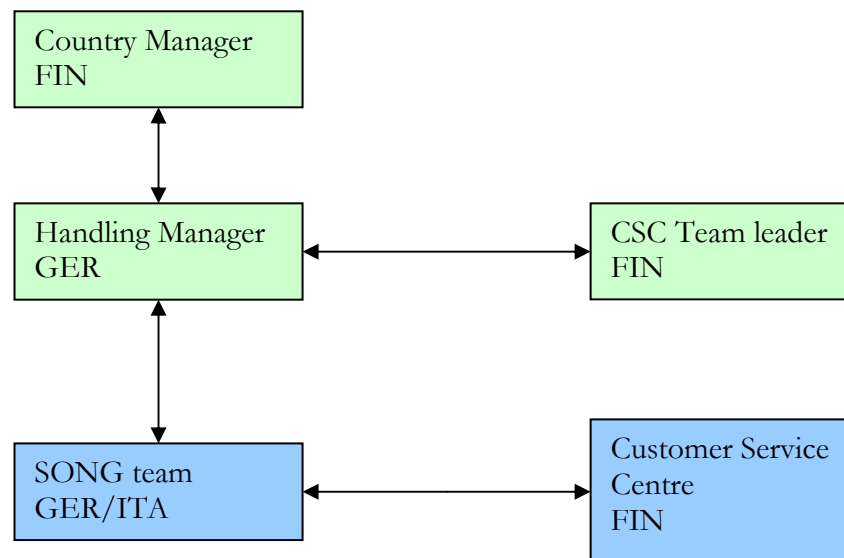 Country Manager
FIN
Handling Manager
GER
CSC Team leader
FIN
SONG team
GER/ITA
Customer Service
Centre
FIN